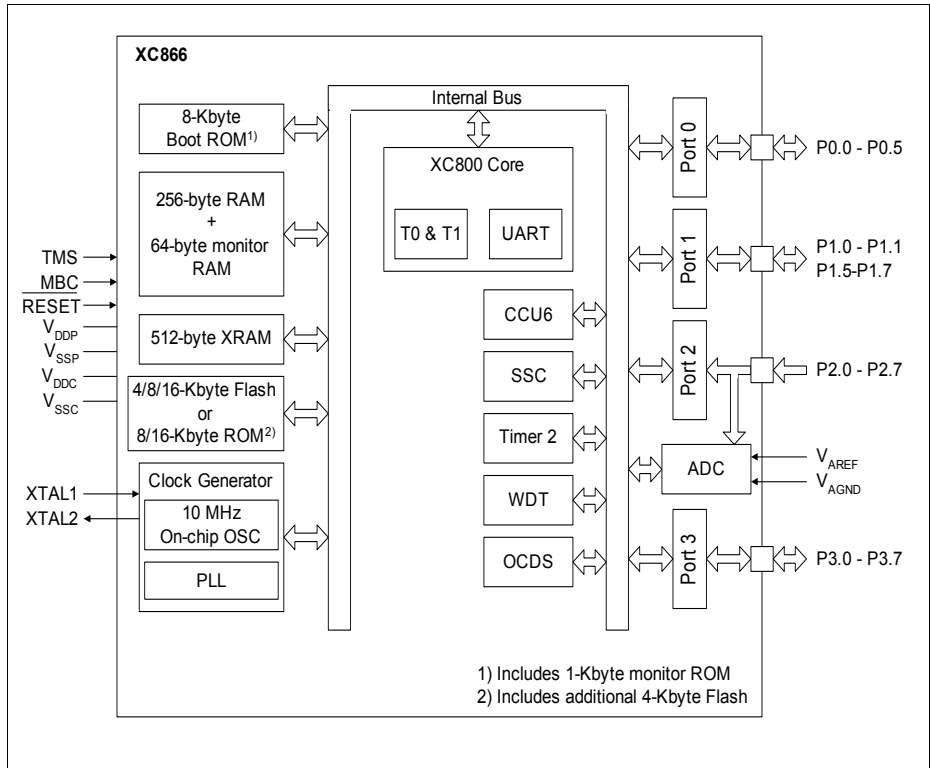 XC866
Internal Bus
8-Kbyte
Boot ROM1)
256-byte RAM
+
64-byte monitor
RAM
512-byte XRAM
4/8/16-Kbyte Flash
or
8/16-Kbyte ROM2)
Clock Generator
10 MHz
On-chip OSC
PLL
TMS
MBC
RESET
VDDP
VSSP
VDDC
VSSC
XTAL1
XTAL2
XC800 Core
T0 & T1
UART
CCU6
SSC
Timer 2
WDT
OCDS
Port 0
Port 1
Port 2
ADC
Port 3
P0.0 - P0.5
P1.0 - P1.1
P1.5-P1.7
P2.0 - P2.7
VAREF
VAGND
P3.0 - P3.7
1) Includes 1-Kbyte monitor ROM
2) Includes additional 4-Kbyte Flash